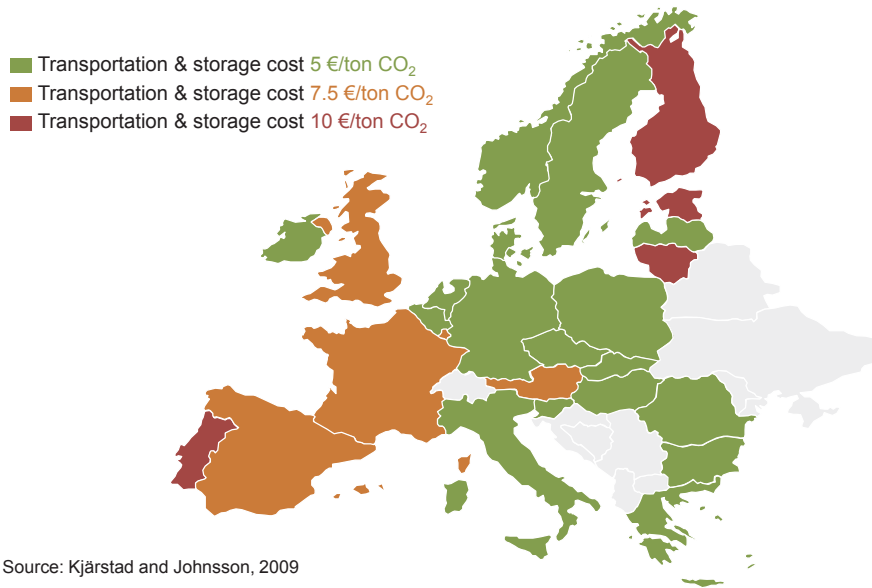 Transportation & storage cost 5 €/ton CO₂
Transportation & storage cost 7.5 €/ton CO₂
Transportation & storage cost 10 €/ton CO₂
Source: Kjärstad and Johnsson, 2009